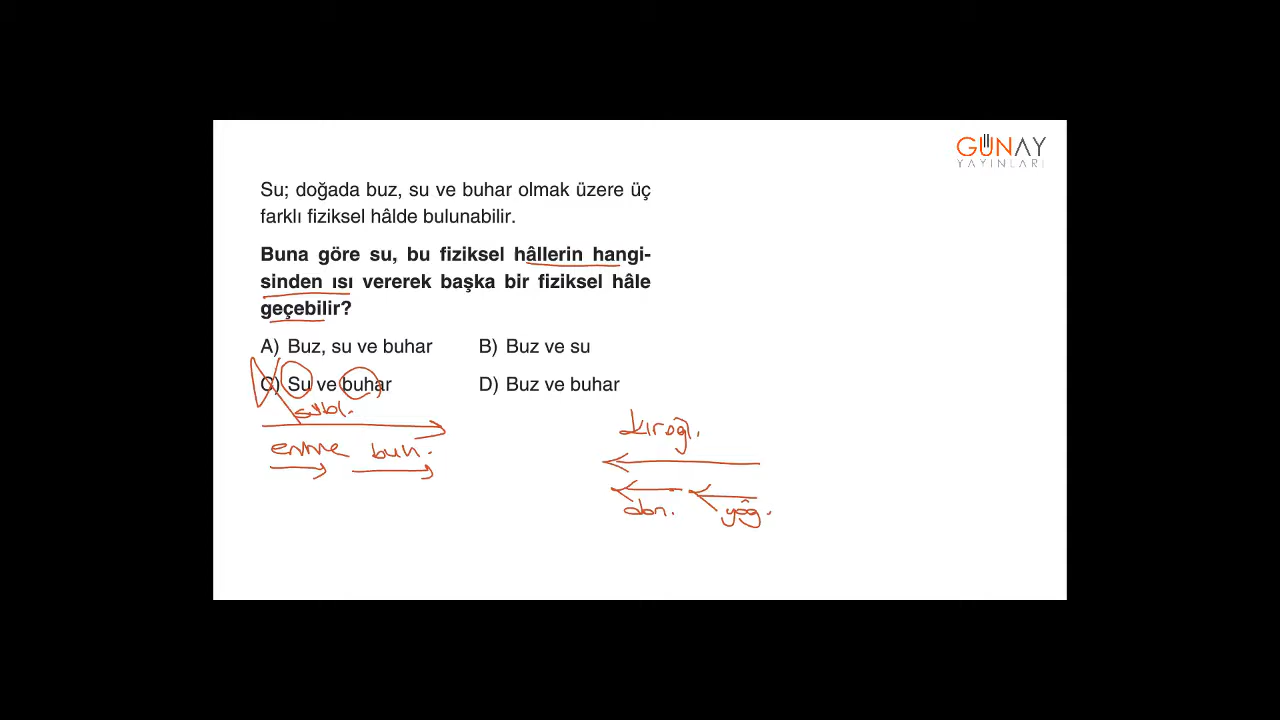 GÜNAY
YAYINLARI
Su; doğada buz, su ve buhar olmak üzere üç
farklı fiziksel hâlde bulunabilir.
Buna göre su, bu fiziksel hâllerin hangi-
sinden ısı vererek başka bir fiziksel hâle
geçebilir?
A) Buz, su ve buhar B) Buz ve su
C) Su ve buhar D) Buz ve buhar
sübl.
erime buh.
kırağı.
don. yoğ.